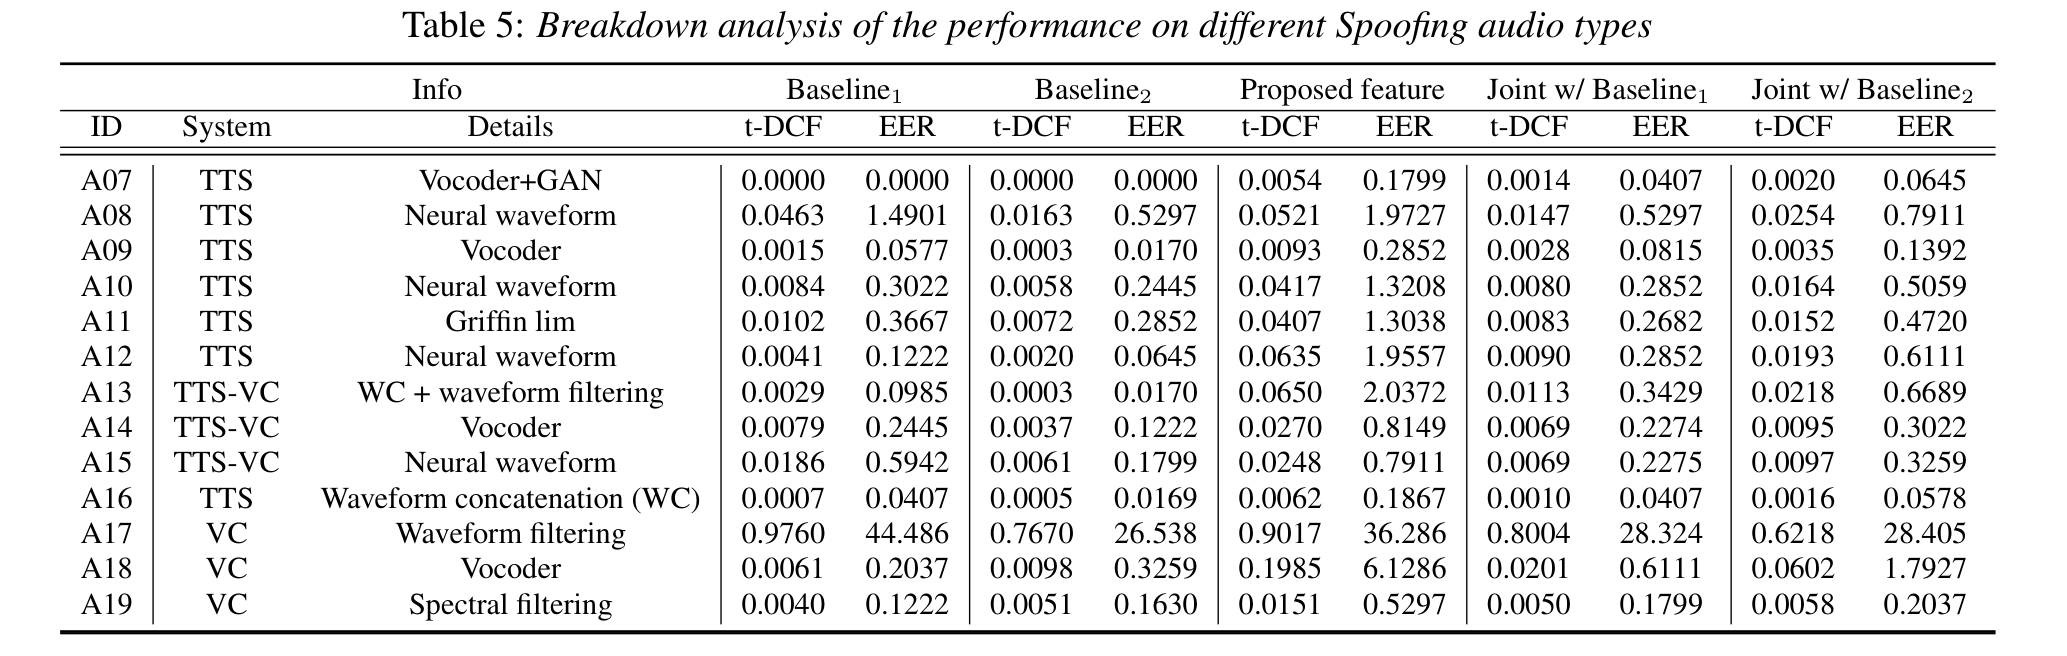 Table 5: Breakdown analysis of the performance on different Spoofing audio types
Info Baseline₁ Baseline₂ Proposed feature Joint w/ Baseline₁ Joint w/ Baseline₂
ID System Details t-DCF EER t-DCF EER t-DCF EER t-DCF EER t-DCF EER
A07 TTS Vocoder+GAN 0.0000 0.0000 0.0000 0.0000 0.0054 0.1799 0.0014 0.0407 0.0020 0.0645
A08 TTS Neural waveform 0.0463 1.4901 0.0163 0.5297 0.0521 1.9727 0.0147 0.5297 0.0254 0.7911
A09 TTS Vocoder 0.0015 0.0577 0.0003 0.0170 0.0093 0.2852 0.0028 0.0815 0.0035 0.1392
A10 TTS Neural waveform 0.0084 0.3022 0.0058 0.2445 0.0417 1.3208 0.0080 0.2852 0.0164 0.5059
A11 TTS Griffin lim 0.0102 0.3667 0.0072 0.2852 0.0407 1.3038 0.0083 0.2682 0.0152 0.4720
A12 TTS Neural waveform 0.0041 0.1222 0.0020 0.0645 0.0635 1.9557 0.0090 0.2852 0.0193 0.6111
A13 TTS-VC WC + waveform filtering 0.0029 0.0985 0.0003 0.0170 0.0650 2.0372 0.0113 0.3429 0.0218 0.6689
A14 TTS-VC Vocoder 0.0079 0.2445 0.0037 0.1222 0.0270 0.8149 0.0069 0.2274 0.0095 0.3022
A15 TTS-VC Neural waveform 0.0186 0.5942 0.0061 0.1799 0.0248 0.7911 0.0069 0.2275 0.0097 0.3259
A16 TTS Waveform concatenation (WC) 0.0007 0.0407 0.0005 0.0169 0.0062 0.1867 0.0010 0.0407 0.0016 0.0578
A17 VC Waveform filtering 0.9760 44.486 0.7670 26.538 0.9017 36.286 0.8004 28.324 0.6218 28.405
A18 VC Vocoder 0.0061 0.2037 0.0098 0.3259 0.1985 6.1286 0.0201 0.6111 0.0602 1.7927
A19 VC Spectral filtering 0.0040 0.1222 0.0051 0.1630 0.0151 0.5297 0.0050 0.1799 0.0058 0.2037